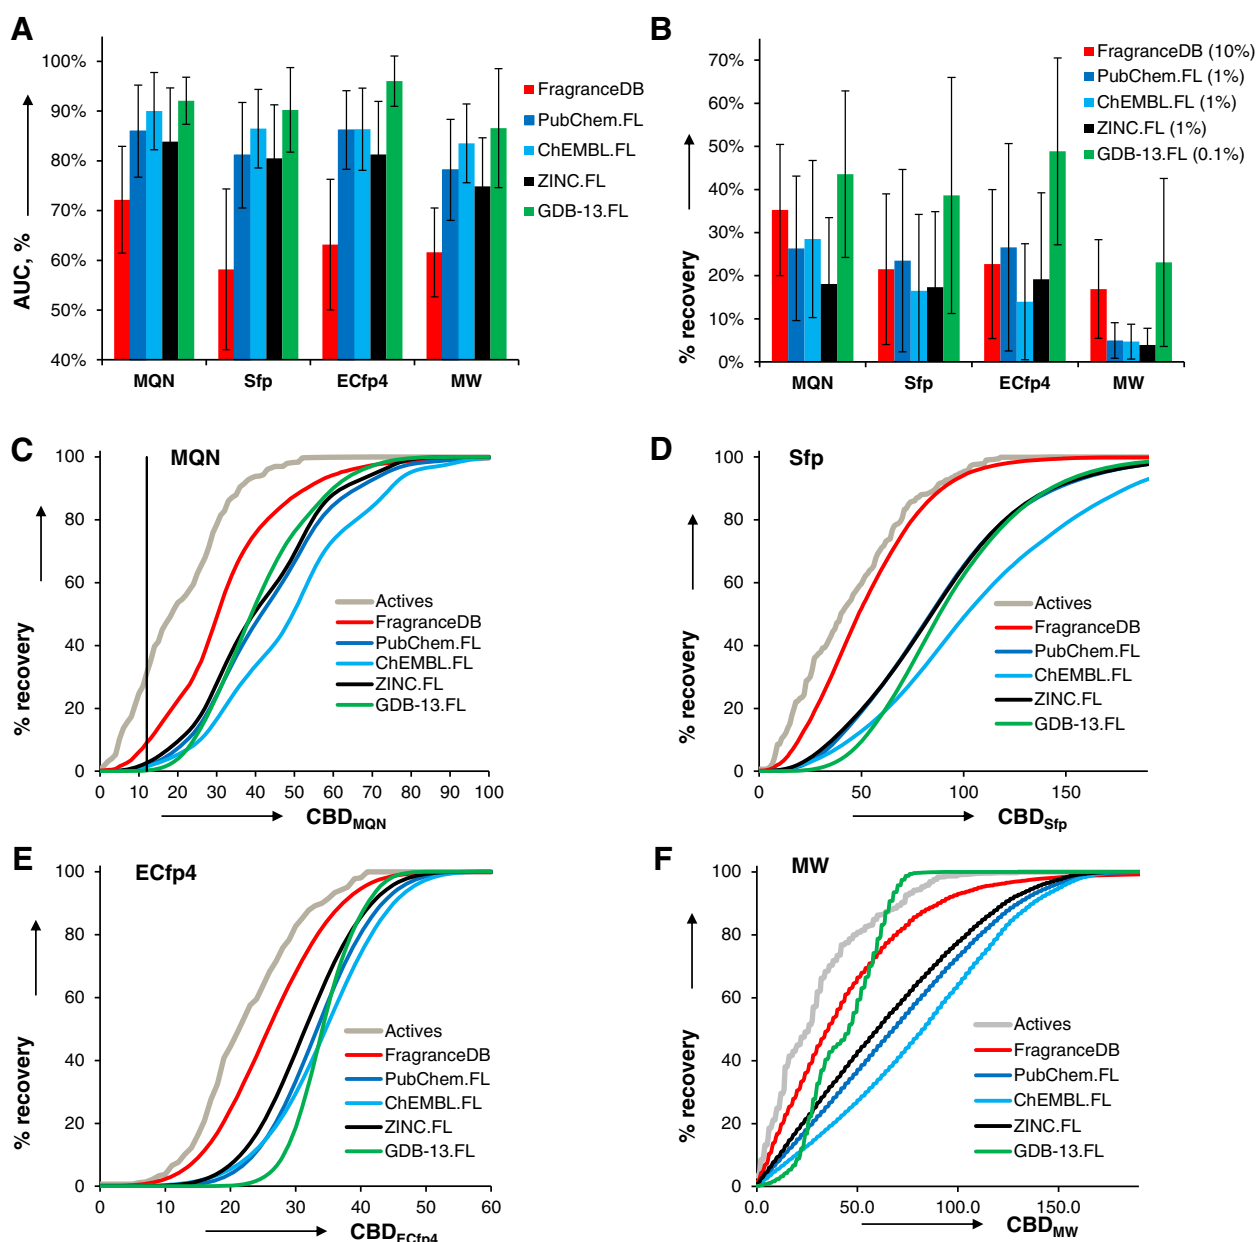 A
100%
90%
80%
70%
60%
50%
40%
AUC, %
MQN
Sfp
ECfp4
MW
FragranceDB
PubChem.FL
ChEMBL.FL
ZINC.FL
GDB-13.FL
B
70%
60%
50%
40%
30%
20%
10%
0%
% recovery
MQN
Sfp
ECfp4
MW
FragranceDB (10%)
PubChem.FL (1%)
ChEMBL.FL (1%)
ZINC.FL (1%)
GDB-13.FL (0.1%)
C
MQN
100
80
60
40
20
0
% recovery
0 10 20 30 40 50 60 70 80 90 100
CBD_MQN
Actives
FragranceDB
PubChem.FL
ChEMBL.FL
ZINC.FL
GDB-13.FL
D
Sfp
100
80
60
40
20
0
% recovery
0 50 100 150
CBD_Sfp
Actives
FragranceDB
PubChem.FL
ChEMBL.FL
ZINC.FL
GDB-13.FL
E
ECfp4
100
80
60
40
20
0
% recovery
0 10 20 30 40 50 60
CBD_ECfp4
Actives
FragranceDB
PubChem.FL
ChEMBL.FL
ZINC.FL
GDB-13.FL
F
MW
100
80
60
40
20
0
% recovery
0.0 50.0 100.0 150.0
CBD_MW
Actives
FragranceDB
PubChem.FL
ChEMBL.FL
ZINC.FL
GDB-13.FL